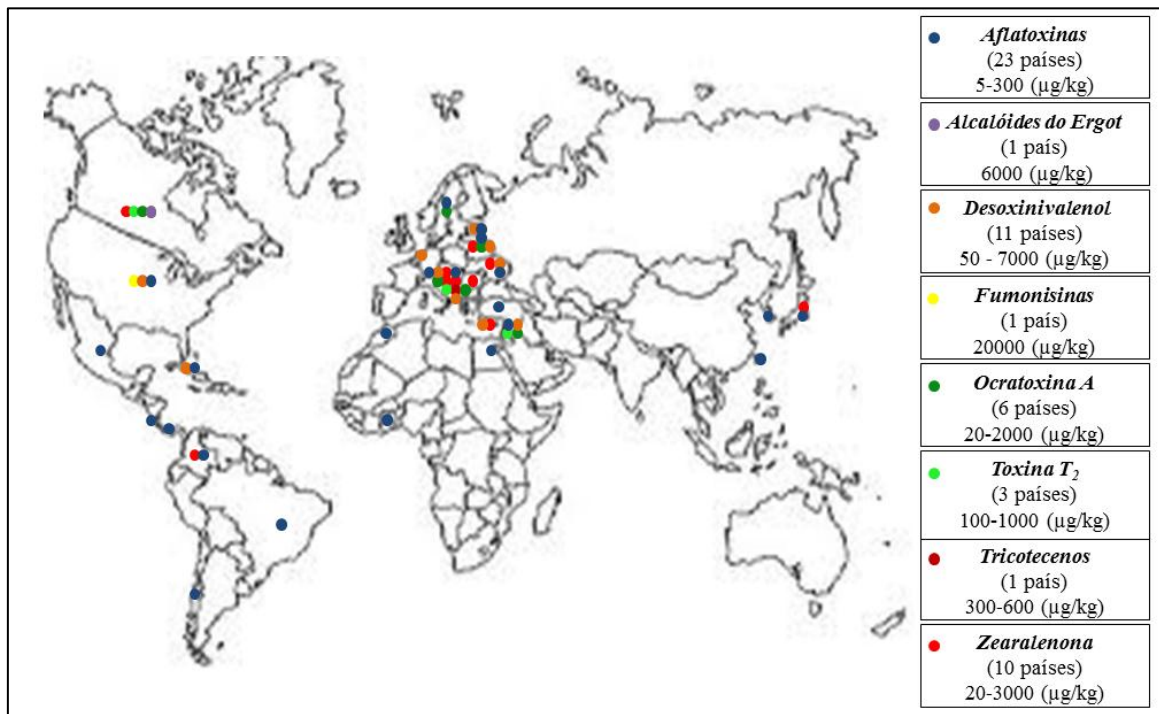 Aflatoxinas
(23 países)
5-300 (µg/kg)
Alcalóides do Ergot
(1 país)
6000 (µg/kg)
Desoxinivalenol
(11 países)
50 - 7000 (µg/kg)
Fumonisinas
(1 país)
20000 (µg/kg)
Ocratoxina A
(6 países)
20-2000 (µg/kg)
Toxina T₂
(3 países)
100-1000 (µg/kg)
Tricotecenos
(1 país)
300-600 (µg/kg)
Zearalenona
(10 países)
20-3000 (µg/kg)